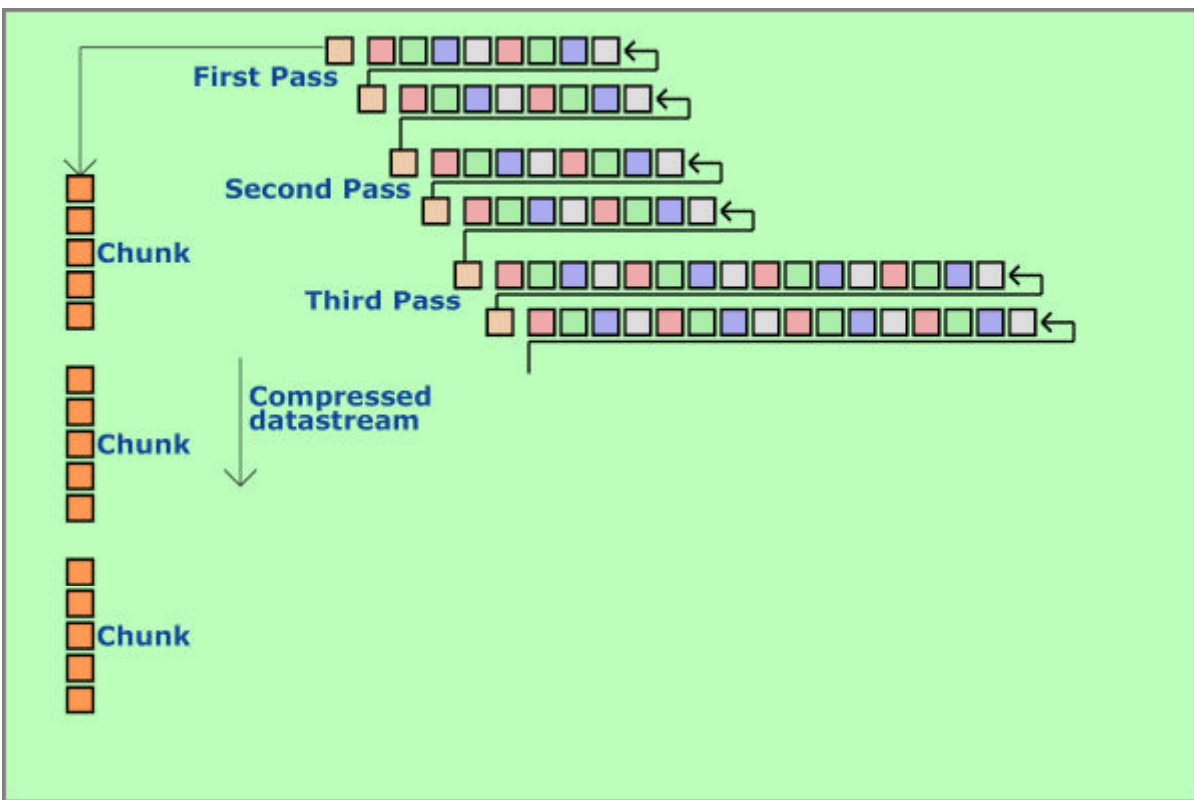 First Pass
Second Pass
Chunk
Third Pass
Compressed
datastream
Chunk
Chunk